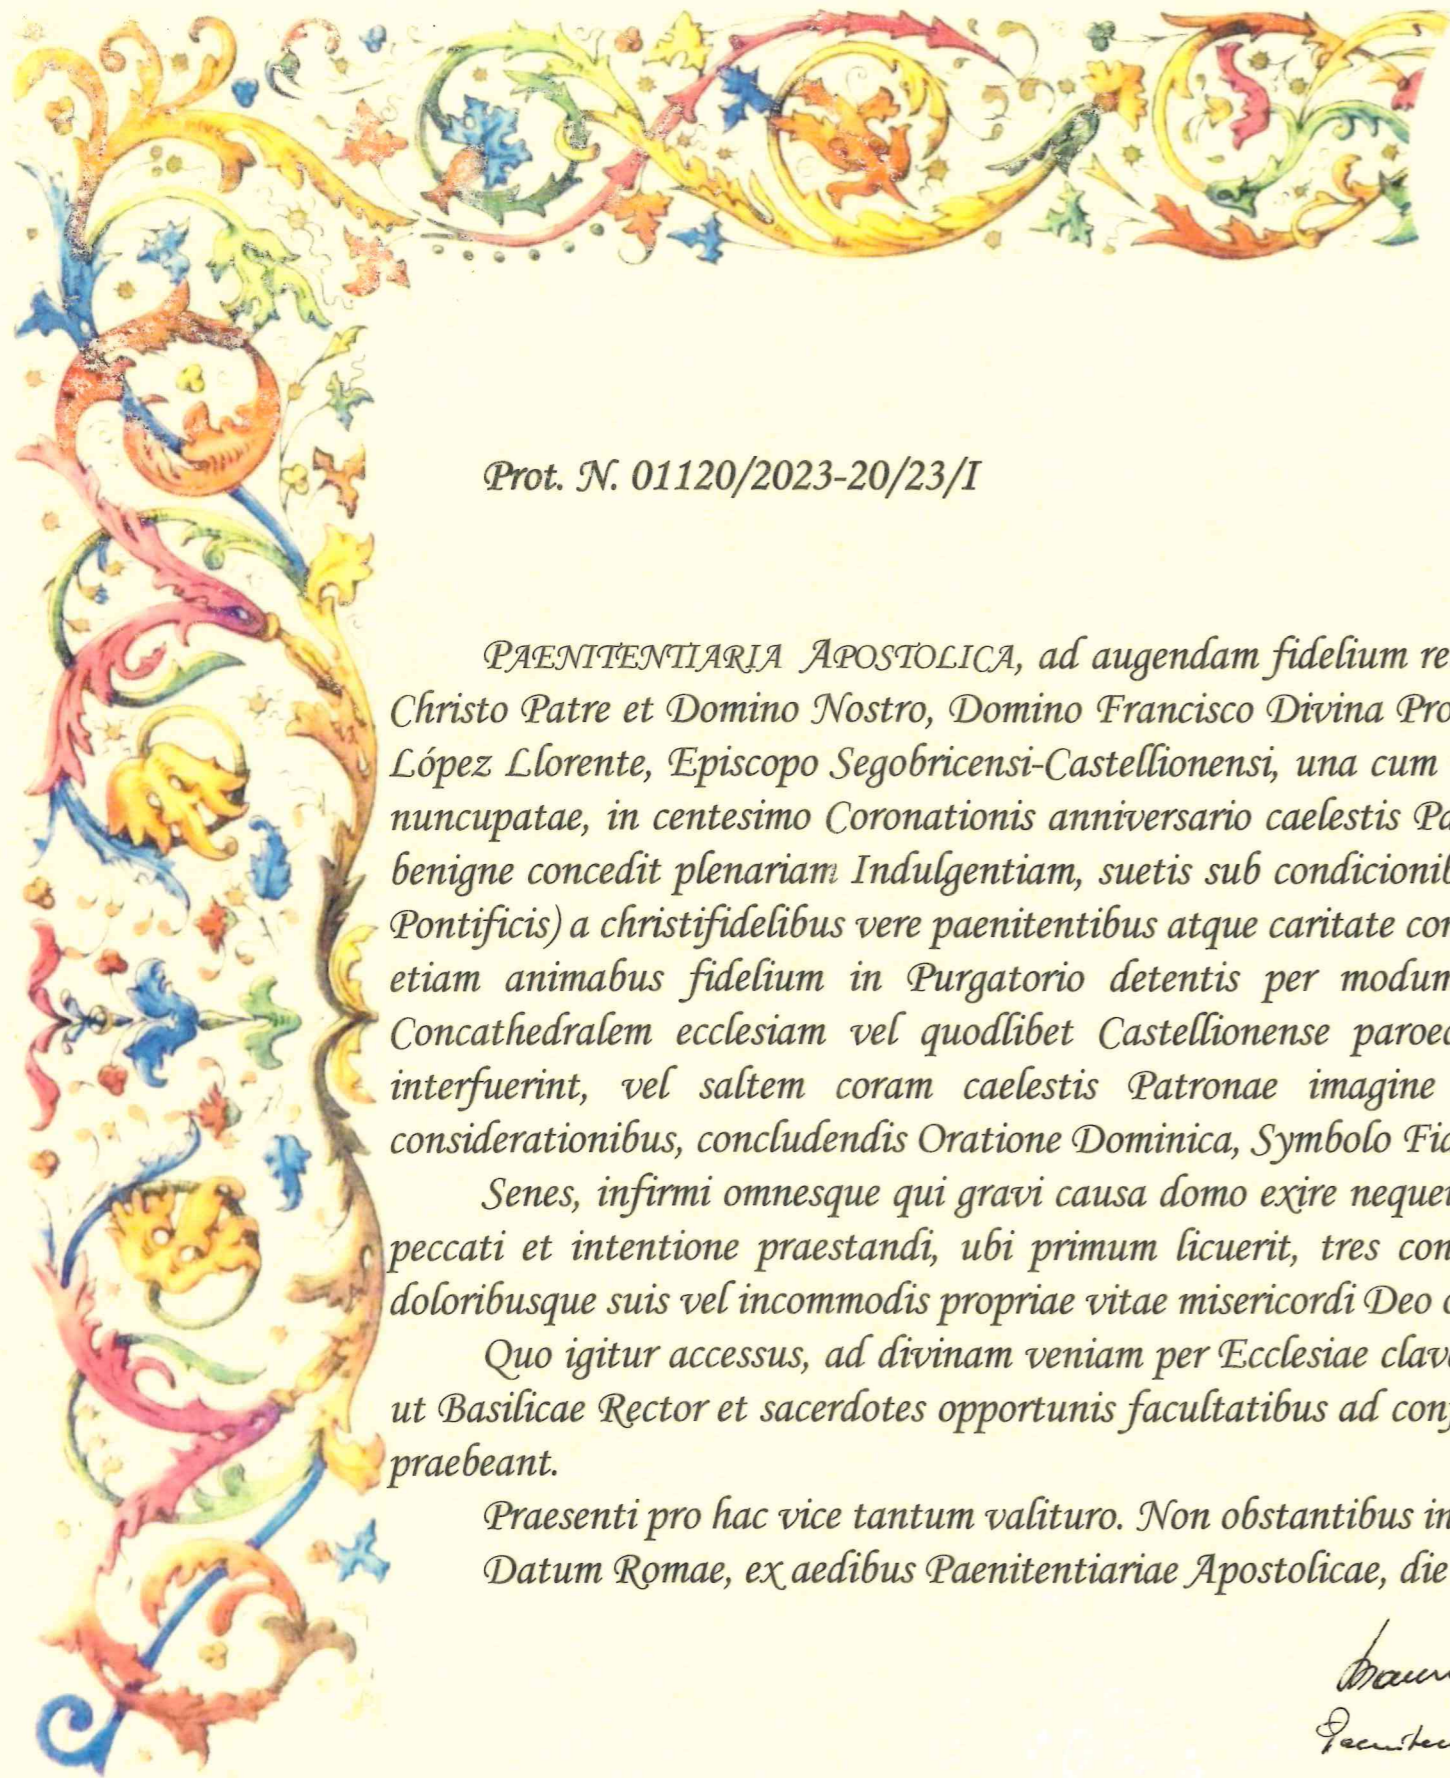 Prot. N. 01120/2023-20/23/I
PAENITENTIARIA APOSTOLICA, ad augendam fidelium re
Christo Patre et Domino Nostro, Domino Francisco Divina Pro
López Llorente, Episcopo Segobricensi-Castellionensi, una cum
nuncupatae, in centesimo Coronationis anniversario caelestis Pa
benigne concedit plenariam Indulgentiam, suetis sub condicionib
Pontificis) a christifidelibus vere paenitentibus atque caritate con
etiam animabus fidelium in Purgatorio detentis per modum
Concathedralem ecclesiam vel quodlibet Castellionense paroec
interfuerint, vel saltem coram caelestis Patronae imagine
considerationibus, concludendis Oratione Dominica, Symbolo Fid
Senes, infirmi omnesque qui gravi causa domo exire nequeu
peccati et intentione praestandi, ubi primum licuerit, tres con
doloribusque suis vel incommodis propriae vitae misericordi Deo o
Quo igitur accessus, ad divinam veniam per Ecclesiae clave
ut Basilicae Rector et sacerdotes opportunis facultatibus ad conf
praebeant.
Praesenti pro hac vice tantum valituro. Non obstantibus in
Datum Romae, ex aedibus Paenitentiariae Apostolicae, die